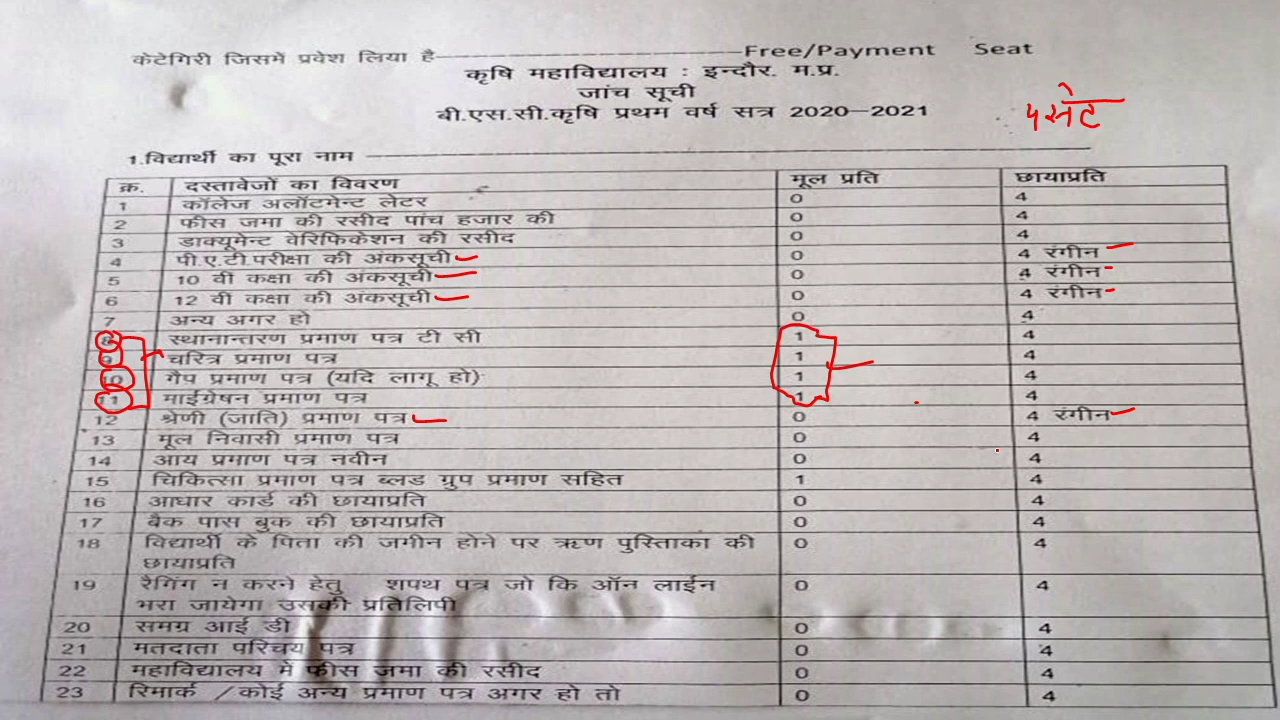 केटेगिरी जिसमें प्रवेश लिया है————————Free/Payment Seat
कृषि महाविद्यालय : इन्दौर. म.प्र.
जांच सूची
बी.एस.सी.कृषि प्रथम वर्ष सत्र 2020—2021
4 सेट
1.विद्यार्थी का पूरा नाम ————————
क्र. दस्तावेजों का विवरण मूल प्रति छायाप्रति
1 कॉलेज अलॉटमेन्ट लेटर 0 4
2 फीस जमा की रसीद पांच हजार की 0 4
3 डाक्यूमेन्ट वेरिफिकेशन की रसीद 0 4
4 पी.ए.टी.परीक्षा की अंकसूची 0 4 रंगीन
5 10 वी कक्षा की अंकसूची 0 4 रंगीन
6 12 वी कक्षा की अंकसूची 0 4 रंगीन
7 अन्य अगर हो 0 4
8 स्थानान्तरण प्रमाण पत्र टी सी 1 4
9 चरित्र प्रमाण पत्र 1 4
10 गैप प्रमाण पत्र (यदि लागू हो) 1 4
11 माईग्रेषन प्रमाण पत्र 1 4
12 श्रेणी (जाति) प्रमाण पत्र 0 4 रंगीन
13 मूल निवासी प्रमाण पत्र 0 4
14 आय प्रमाण पत्र नवीन 0 4
15 चिकित्सा प्रमाण पत्र ब्लड ग्रुप प्रमाण सहित 1 4
16 आधार कार्ड की छायाप्रति 0 4
17 बैक पास बुक की छायाप्रति 0 4
18 विद्यार्थी के पिता की जगीन होने पर ऋण पुस्तिाका की 0 4
छायाप्रति
19 रैगिंग न करने हेतु शपथ पत्र जो कि ऑन लाईन 0 4
भरा जायेगा उसकी प्रतिलिपी
20 समग्र आई डी 0 4
21 मतदाता परिचय पत्र 0 4
22 महाविद्यालय मे फीस जमा की रसीद 0 4
23 रिमार्क /कोई अन्य प्रमाण पत्र अगर हो तो 0 4